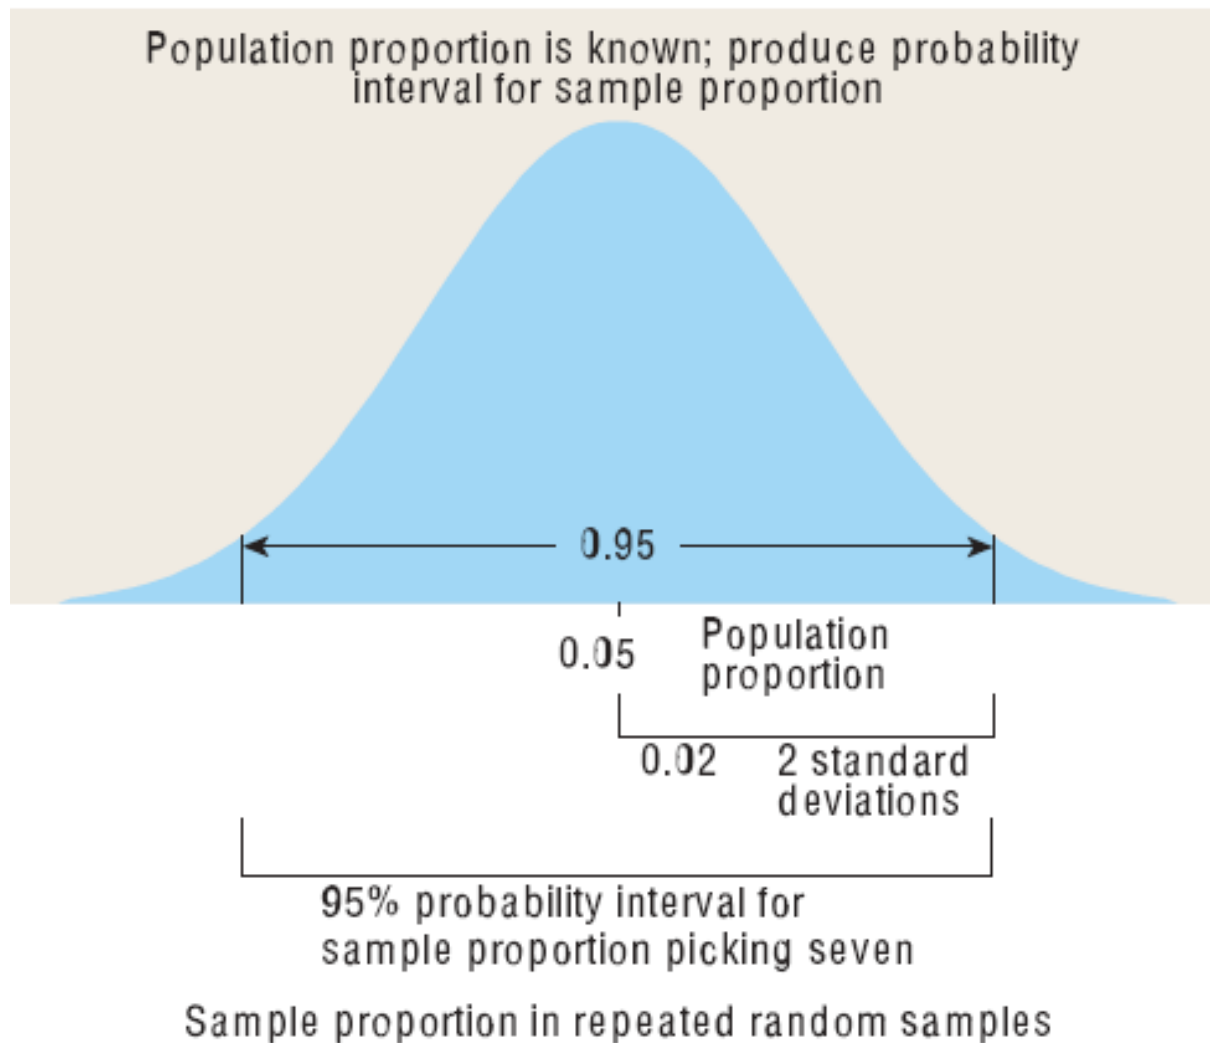 Population proportion is known; produce probability
interval for sample proportion
0.95
0.05
Population
proportion
0.02
2 standard
deviations
95% probability interval for
sample proportion picking seven
Sample proportion in repeated random samples